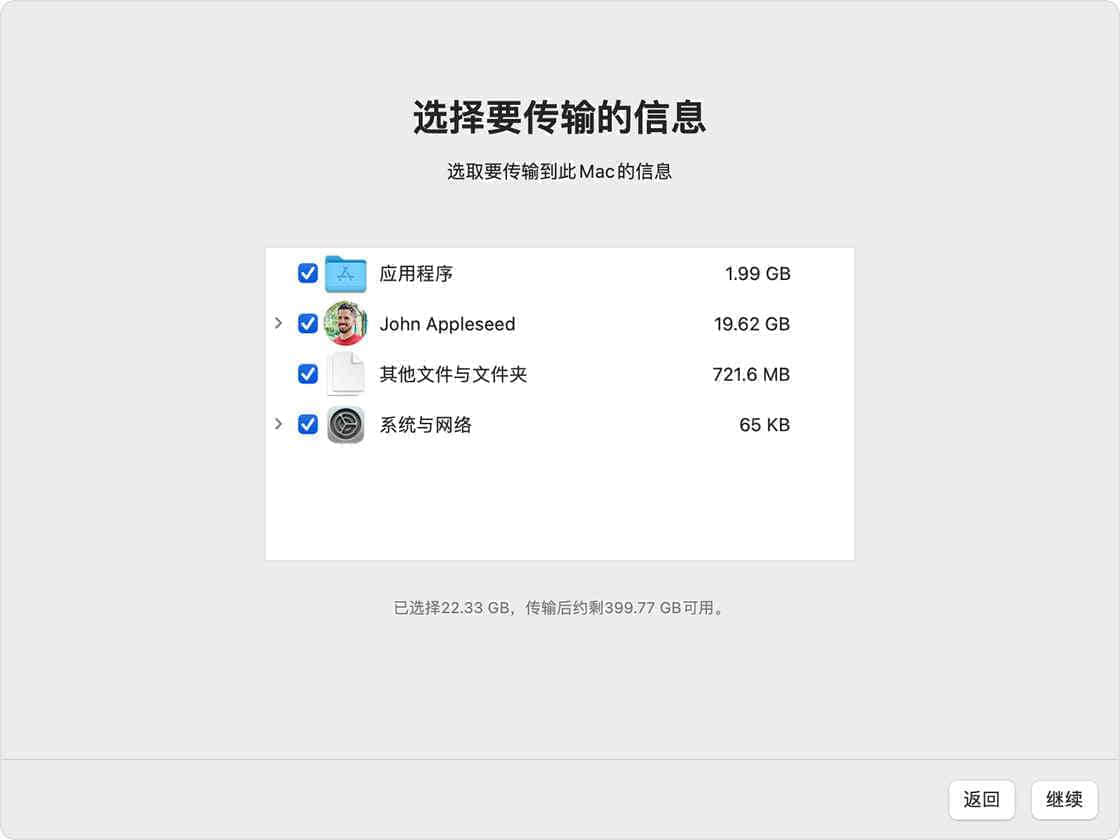 选择要传输的信息
选取要传输到此Mac的信息
应用程序 1.99 GB
John Appleseed 19.62 GB
其他文件与文件夹 721.6 MB
系统与网络 65 KB
已选择22.33 GB，传输后约剩399.77 GB可用。
返回 继续